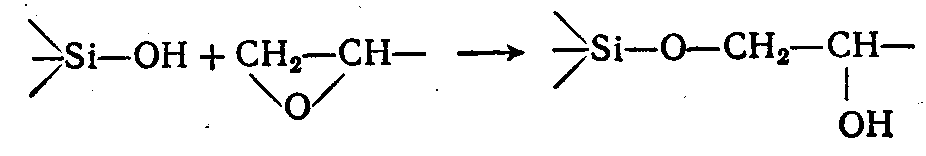 Si—OH + CH₂—CH— → Si—O—CH₂—CH—
O
OH